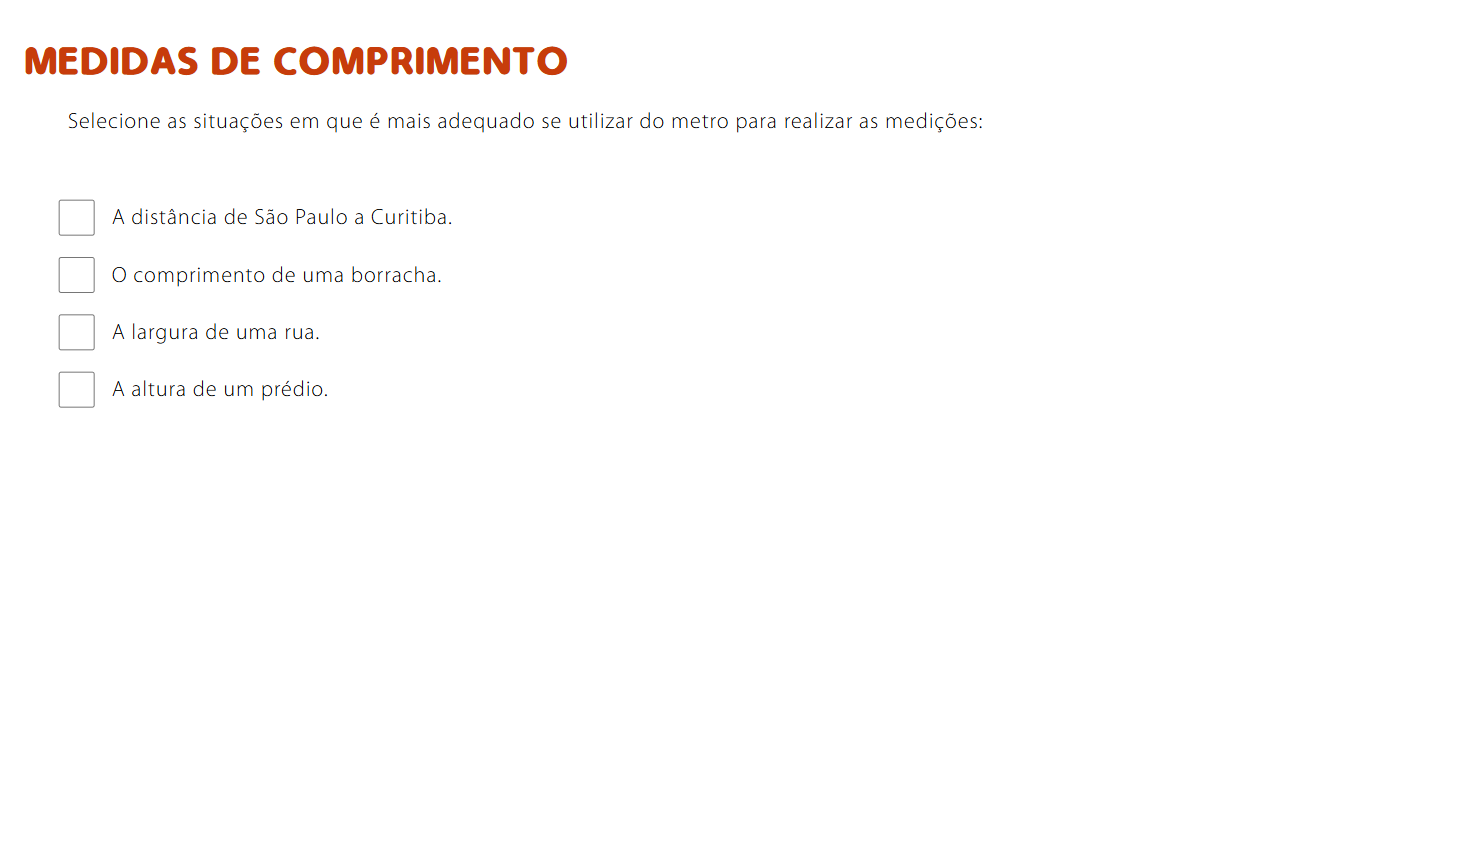 MEDIDAS DE COMPRIMENTO
Selecione as situações em que é mais adequado se utilizar do metro para realizar as medições:
A distância de São Paulo a Curitiba.
O comprimento de uma borracha.
A largura de uma rua.
A altura de um prédio.